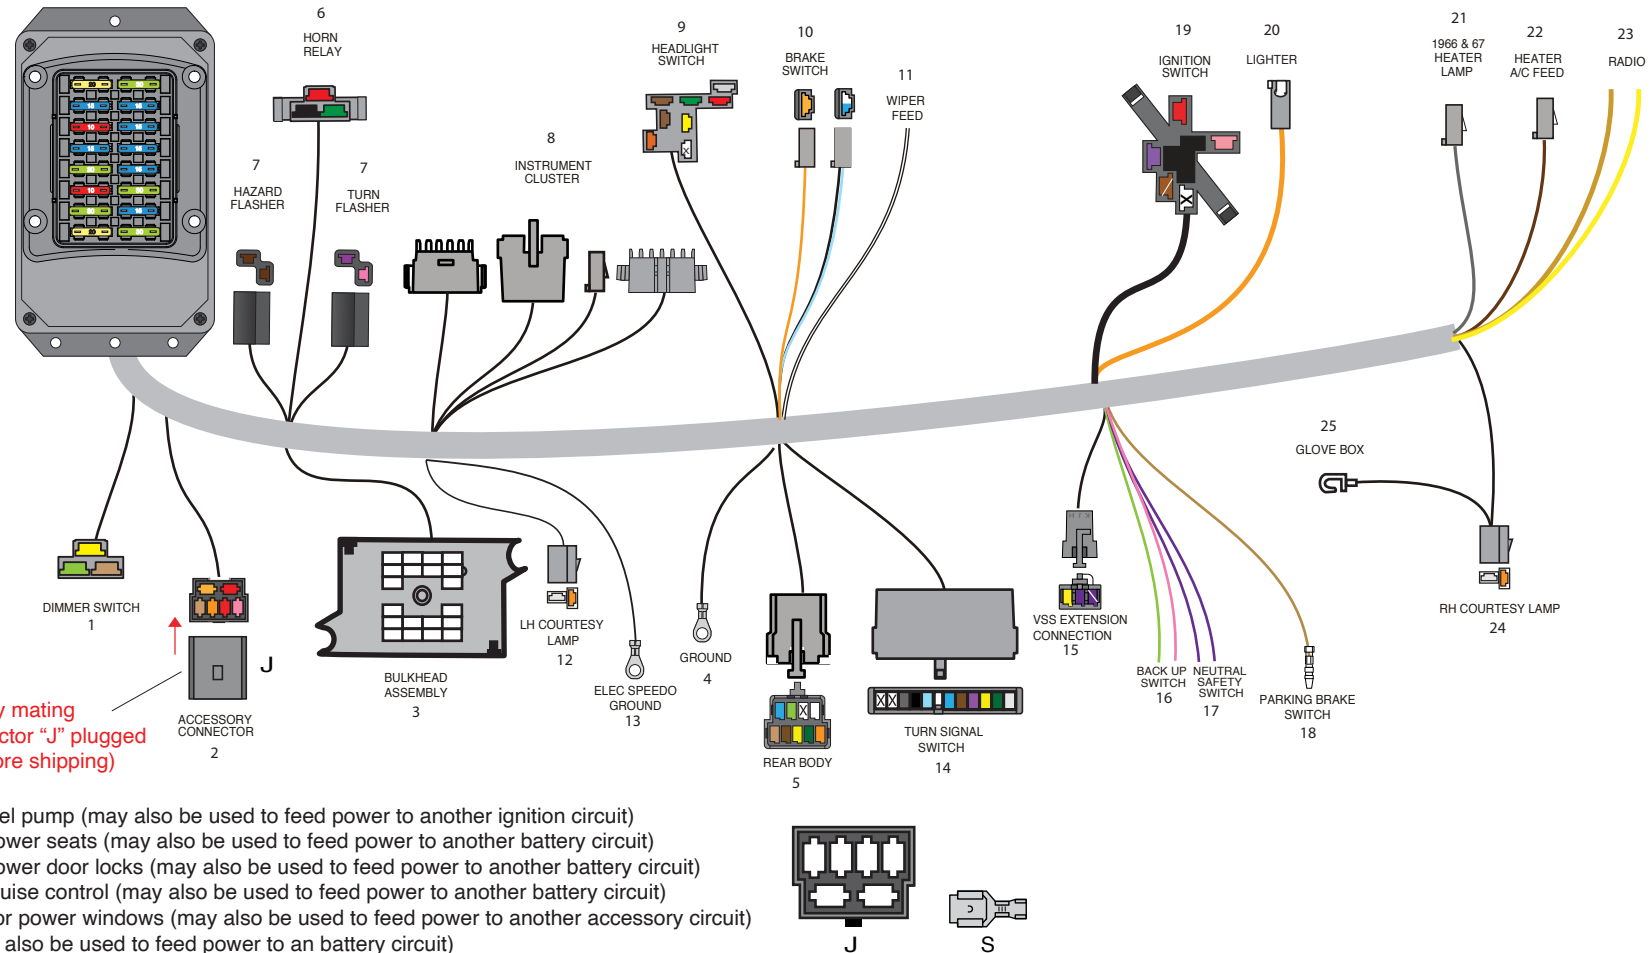 6
HORN
RELAY
7
HAZARD
FLASHER
7
TURN
FLASHER
8
INSTRUMENT
CLUSTER
9
HEADLIGHT
SWITCH
10
BRAKE
SWITCH
11
WIPER
FEED
19
IGNITION
SWITCH
20
LIGHTER
21
1966 & 67
HEATER
LAMP
22
HEATER
A/C FEED
23
RADIO
DIMMER SWITCH
1
J
ACCESSORY
CONNECTOR
2
BULKHEAD
ASSEMBLY
3
LH COURTESY
LAMP
12
ELEC SPEEDO
GROUND
13
GROUND
4
REAR BODY
5
TURN SIGNAL
SWITCH
14
VSS EXTENSION
CONNECTION
15
BACK UP
SWITCH
16
NEUTRAL
SAFETY
SWITCH
17
PARKING BRAKE
SWITCH
18
25
GLOVE BOX
RH COURTESY LAMP
24
y mating
ctor “J” plugged
ore shipping)
el pump (may also be used to feed power to another ignition circuit)
ower seats (may also be used to feed power to another battery circuit)
ower door locks (may also be used to feed power to another battery circuit)
uise control (may also be used to feed power to another battery circuit)
or power windows (may also be used to feed power to another accessory circuit)
also be used to feed power to an battery circuit)
J
S